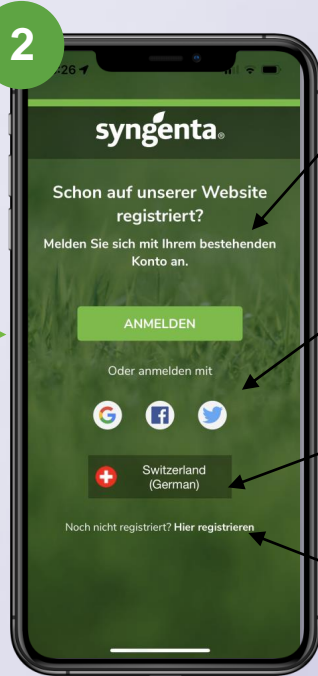 2
:26
syngenta®
Schon auf unserer Website
registriert?
Melden Sie sich mit Ihrem bestehenden
Konto an.
ANMELDEN
Oder anmelden mit
G
f
Switzerland
(German)
Noch nicht registriert? Hier registrieren